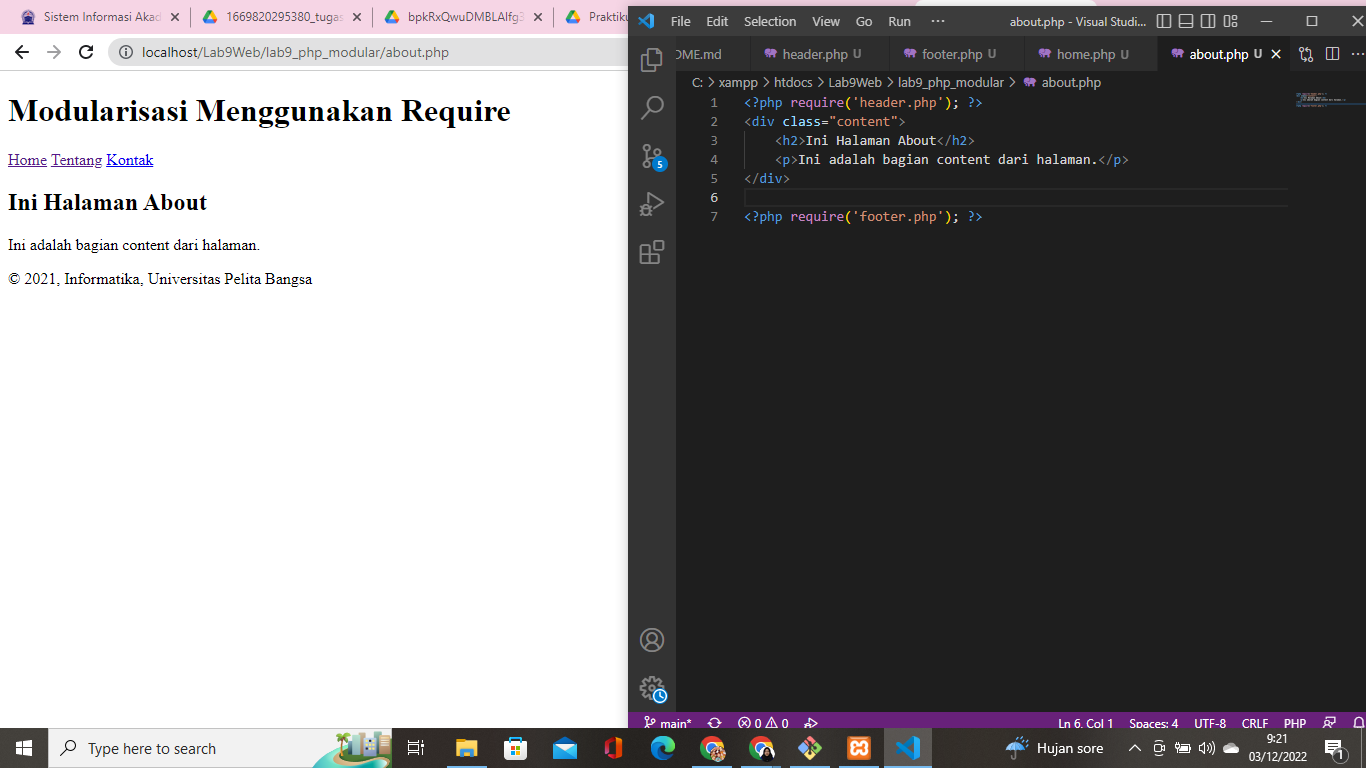 Sistem Informasi Akad
1669820295380_tugas
bpkRxQwuDMBLAlfg3
Praktiku
localhost/Lab9Web/lab9_php_modular/about.php
Modularisasi Menggunakan Require
Home Tentang Kontak
Ini Halaman About
Ini adalah bagian content dari halaman.
© 2021, Informatika, Universitas Pelita Bangsa
File Edit Selection View Go Run ··· about.php - Visual Studi...
OME.md header.php U footer.php U home.php U about.php U
C: > xampp > htdocs > Lab9Web > lab9_php_modular > about.php
1 <?php require('header.php'); ?>
2 <div class="content">
3 <h2>Ini Halaman About</h2>
4 <p>Ini adalah bagian content dari halaman.</p>
5 </div>
6
7 <?php require('footer.php'); ?>
5
main* 0 0 Ln 6, Col 1 Spaces: 4 UTF-8 CRLF PHP
Type here to search
Hujan sore
9:21
03/12/2022
1